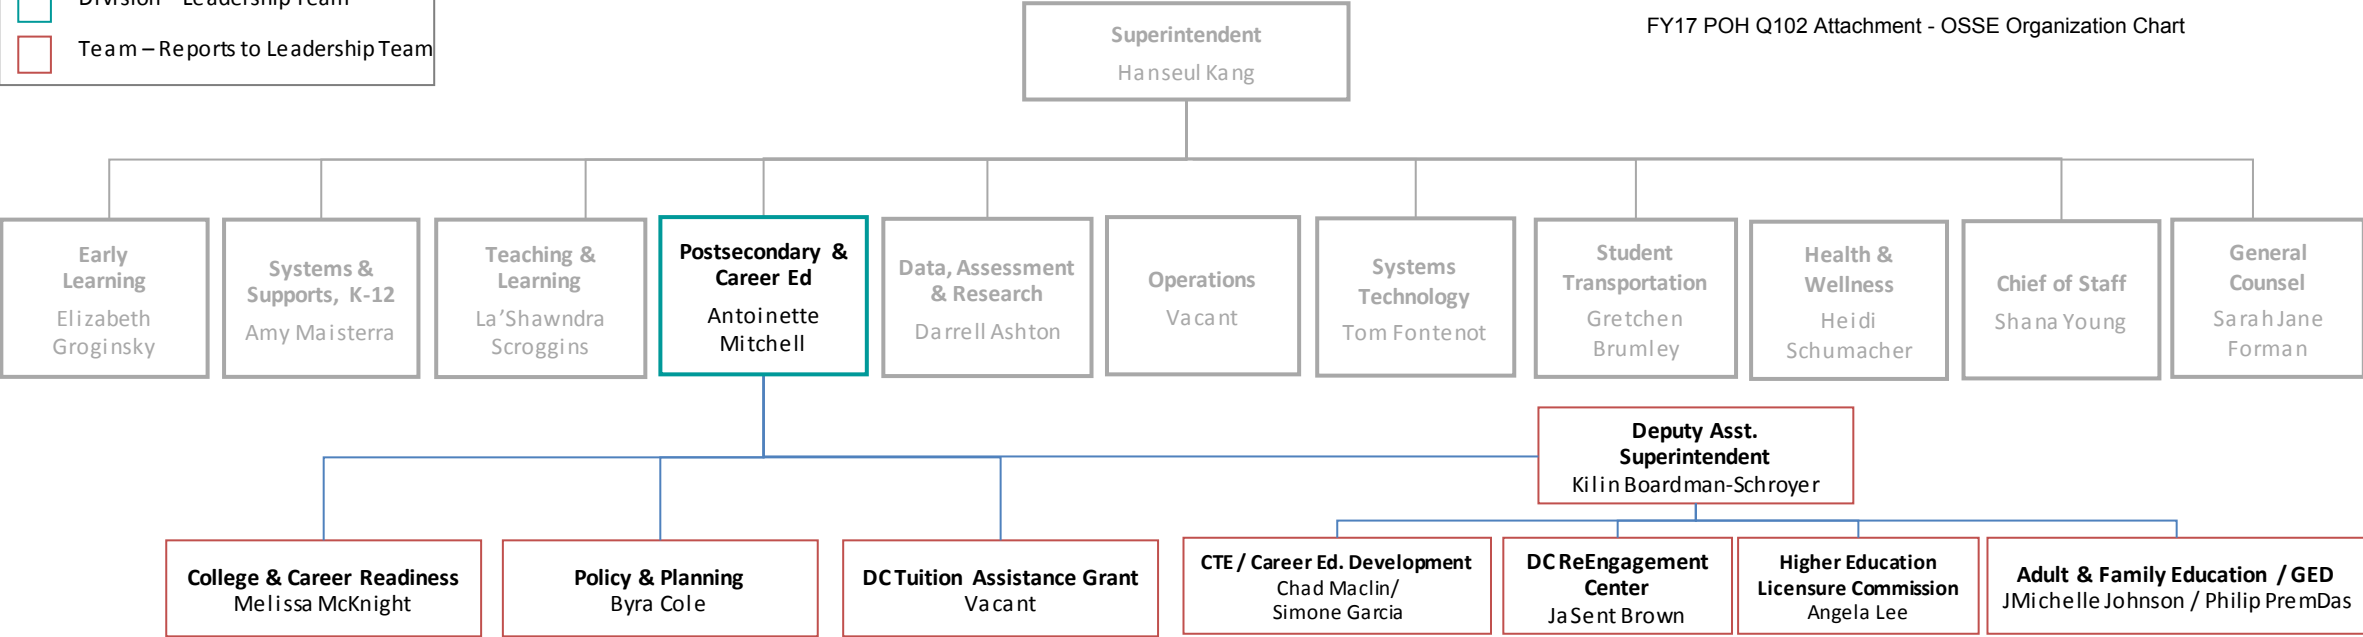 Division – Leadership Team
Team – Reports to Leadership Team
FY17 POH Q102 Attachment - OSSE Organization Chart
Superintendent
Hanseul Kang
Early
Learning
Elizabeth
Groginsky
Systems &
Supports, K-12
Amy Maisterra
Teaching &
Learning
La’Shawndra
Scroggins
Postsecondary &
Career Ed
Antoinette
Mitchell
Data, Assessment
& Research
Darrell Ashton
Operations
Vacant
Systems
Technology
Tom Fontenot
Student
Transportation
Gretchen
Brumley
Health &
Wellness
Heidi
Schumacher
Chief of Staff
Shana Young
General
Counsel
Sarah Jane
Forman
Deputy Asst.
Superintendent
Kilin Boardman-Schroyer
College & Career Readiness
Melissa McKnight
Policy & Planning
Byra Cole
DC Tuition Assistance Grant
Vacant
CTE / Career Ed. Development
Chad Maclin/
Simone Garcia
DC ReEngagement
Center
JaSent Brown
Higher Education
Licensure Commission
Angela Lee
Adult & Family Education / GED
JMichelle Johnson / Philip PremDas